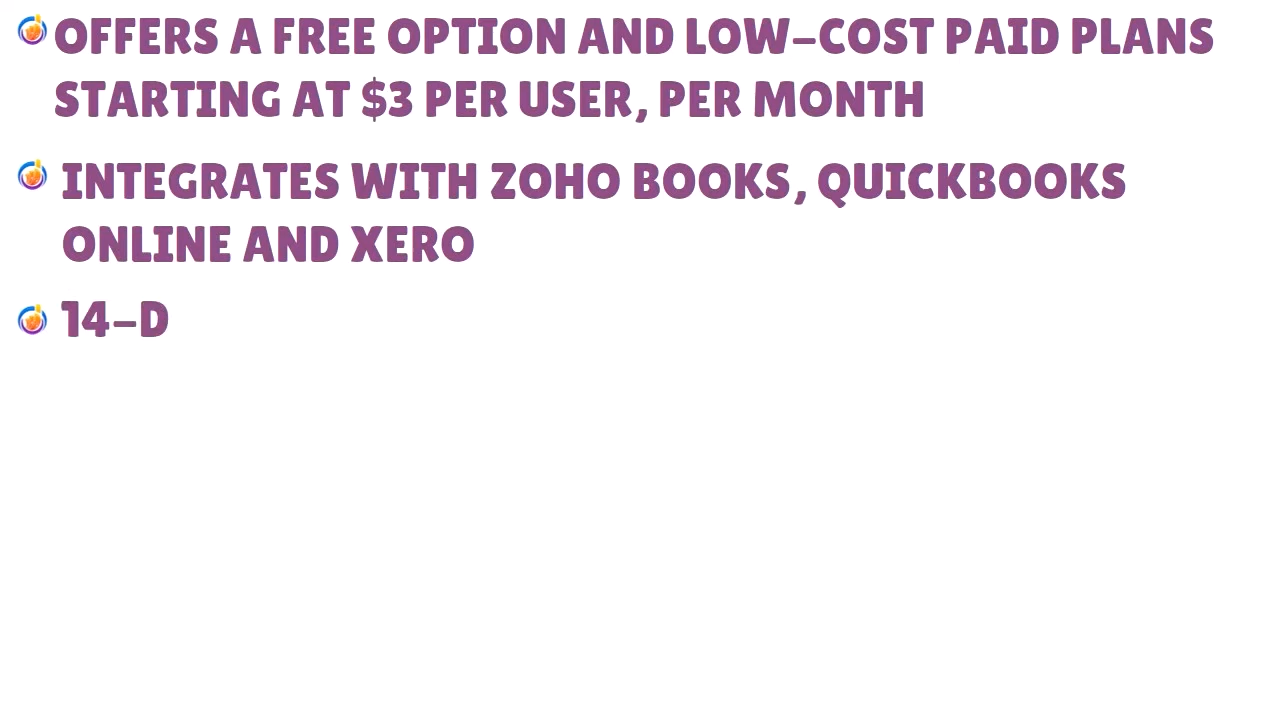 OFFERS A FREE OPTION AND LOW-COST PAID PLANS
STARTING AT $3 PER USER, PER MONTH
INTEGRATES WITH ZOHO BOOKS, QUICKBOOKS
ONLINE AND XERO
14-D